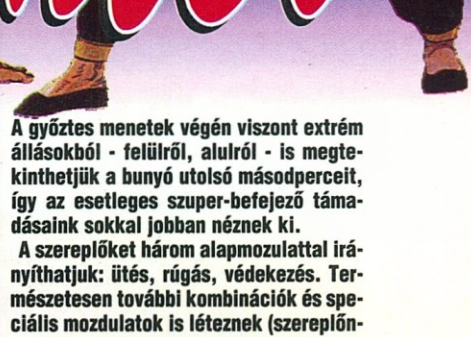 A győztes menetek végén viszont extrém
állásokból - felülről, alulról - is megte-
kinthetjük a bunyó utolsó másodperceit,
így az esetleges szuper-befejező táma-
dásaink sokkal jobban néznek ki.
A szereplőket három alapmozulattal irá-
nyíthatjuk: ütés, rúgás, védekezés. Ter-
mészetesen további kombinációk és spe-
ciális mozdulatok is léteznek (szereplőn-